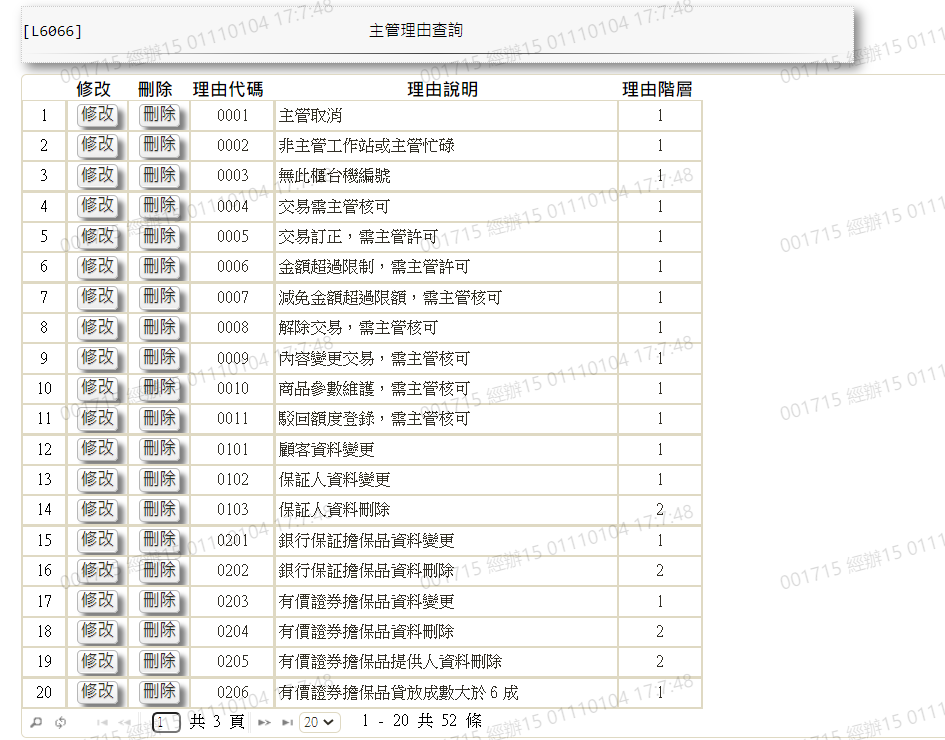 [L6066] 主管理由查詢
修改 刪除 理由代碼 理由說明 理由階層
1 修改 刪除 0001 主管取消 1
2 修改 刪除 0002 非主管工作站或主管忙碌 1
3 修改 刪除 0003 無此櫃台機編號 1
4 修改 刪除 0004 交易需主管核可 1
5 修改 刪除 0005 交易訂正，需主管許可 1
6 修改 刪除 0006 金額超過限制，需主管許可 1
7 修改 刪除 0007 減免金額超過限額，需主管核可 1
8 修改 刪除 0008 解除交易，需主管核可 1
9 修改 刪除 0009 內容變更交易，需主管核可 1
10 修改 刪除 0010 商品參數維護，需主管核可 1
11 修改 刪除 0011 駁回額度登錄，需主管核可 1
12 修改 刪除 0101 顧客資料變更 1
13 修改 刪除 0102 保証人資料變更 1
14 修改 刪除 0103 保証人資料刪除 2
15 修改 刪除 0201 銀行保証擔保品資料變更 1
16 修改 刪除 0202 銀行保証擔保品資料刪除 2
17 修改 刪除 0203 有價證券擔保品資料變更 1
18 修改 刪除 0204 有價證券擔保品資料刪除 2
19 修改 刪除 0205 有價證券擔保品提供人資料刪除 2
20 修改 刪除 0206 有價證券擔保品貸放成數大於 6 成 1
1 共 3 頁 20 1 - 20 共 52 條
001715 經辦15 01110104 17:7:48